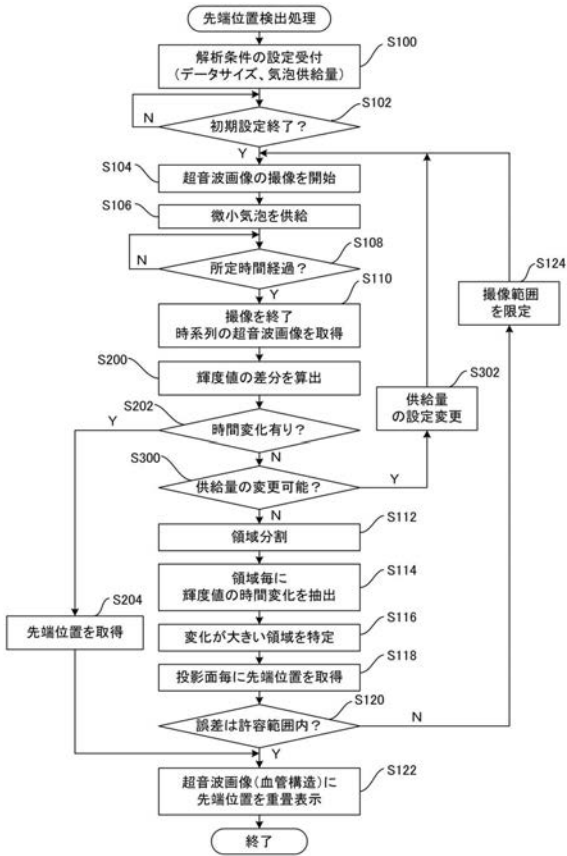 先端位置検出処理
S100
解析条件の設定受付
(データサイズ、気泡供給量)
S102
N
初期設定終了?
Y
S104
超音波画像の撮像を開始
S106
微小気泡を供給
S108
N
所定時間経過?
S124
Y
S110
撮像範囲
を限定
撮像を終了
時系列の超音波画像を取得
S200
S302
輝度値の差分を算出
供給量
の設定変更
S202
Y
時間変化有り?
N
S300
供給量の変更可能?
Y
N
S112
領域分割
S114
領域毎に
輝度値の時間変化を抽出
S204
S116
先端位置を取得
変化が大きい領域を特定
S118
投影面毎に先端位置を取得
S120
誤差は許容範囲内?
N
Y
S122
超音波画像(血管構造)に
先端位置を重畳表示
終了